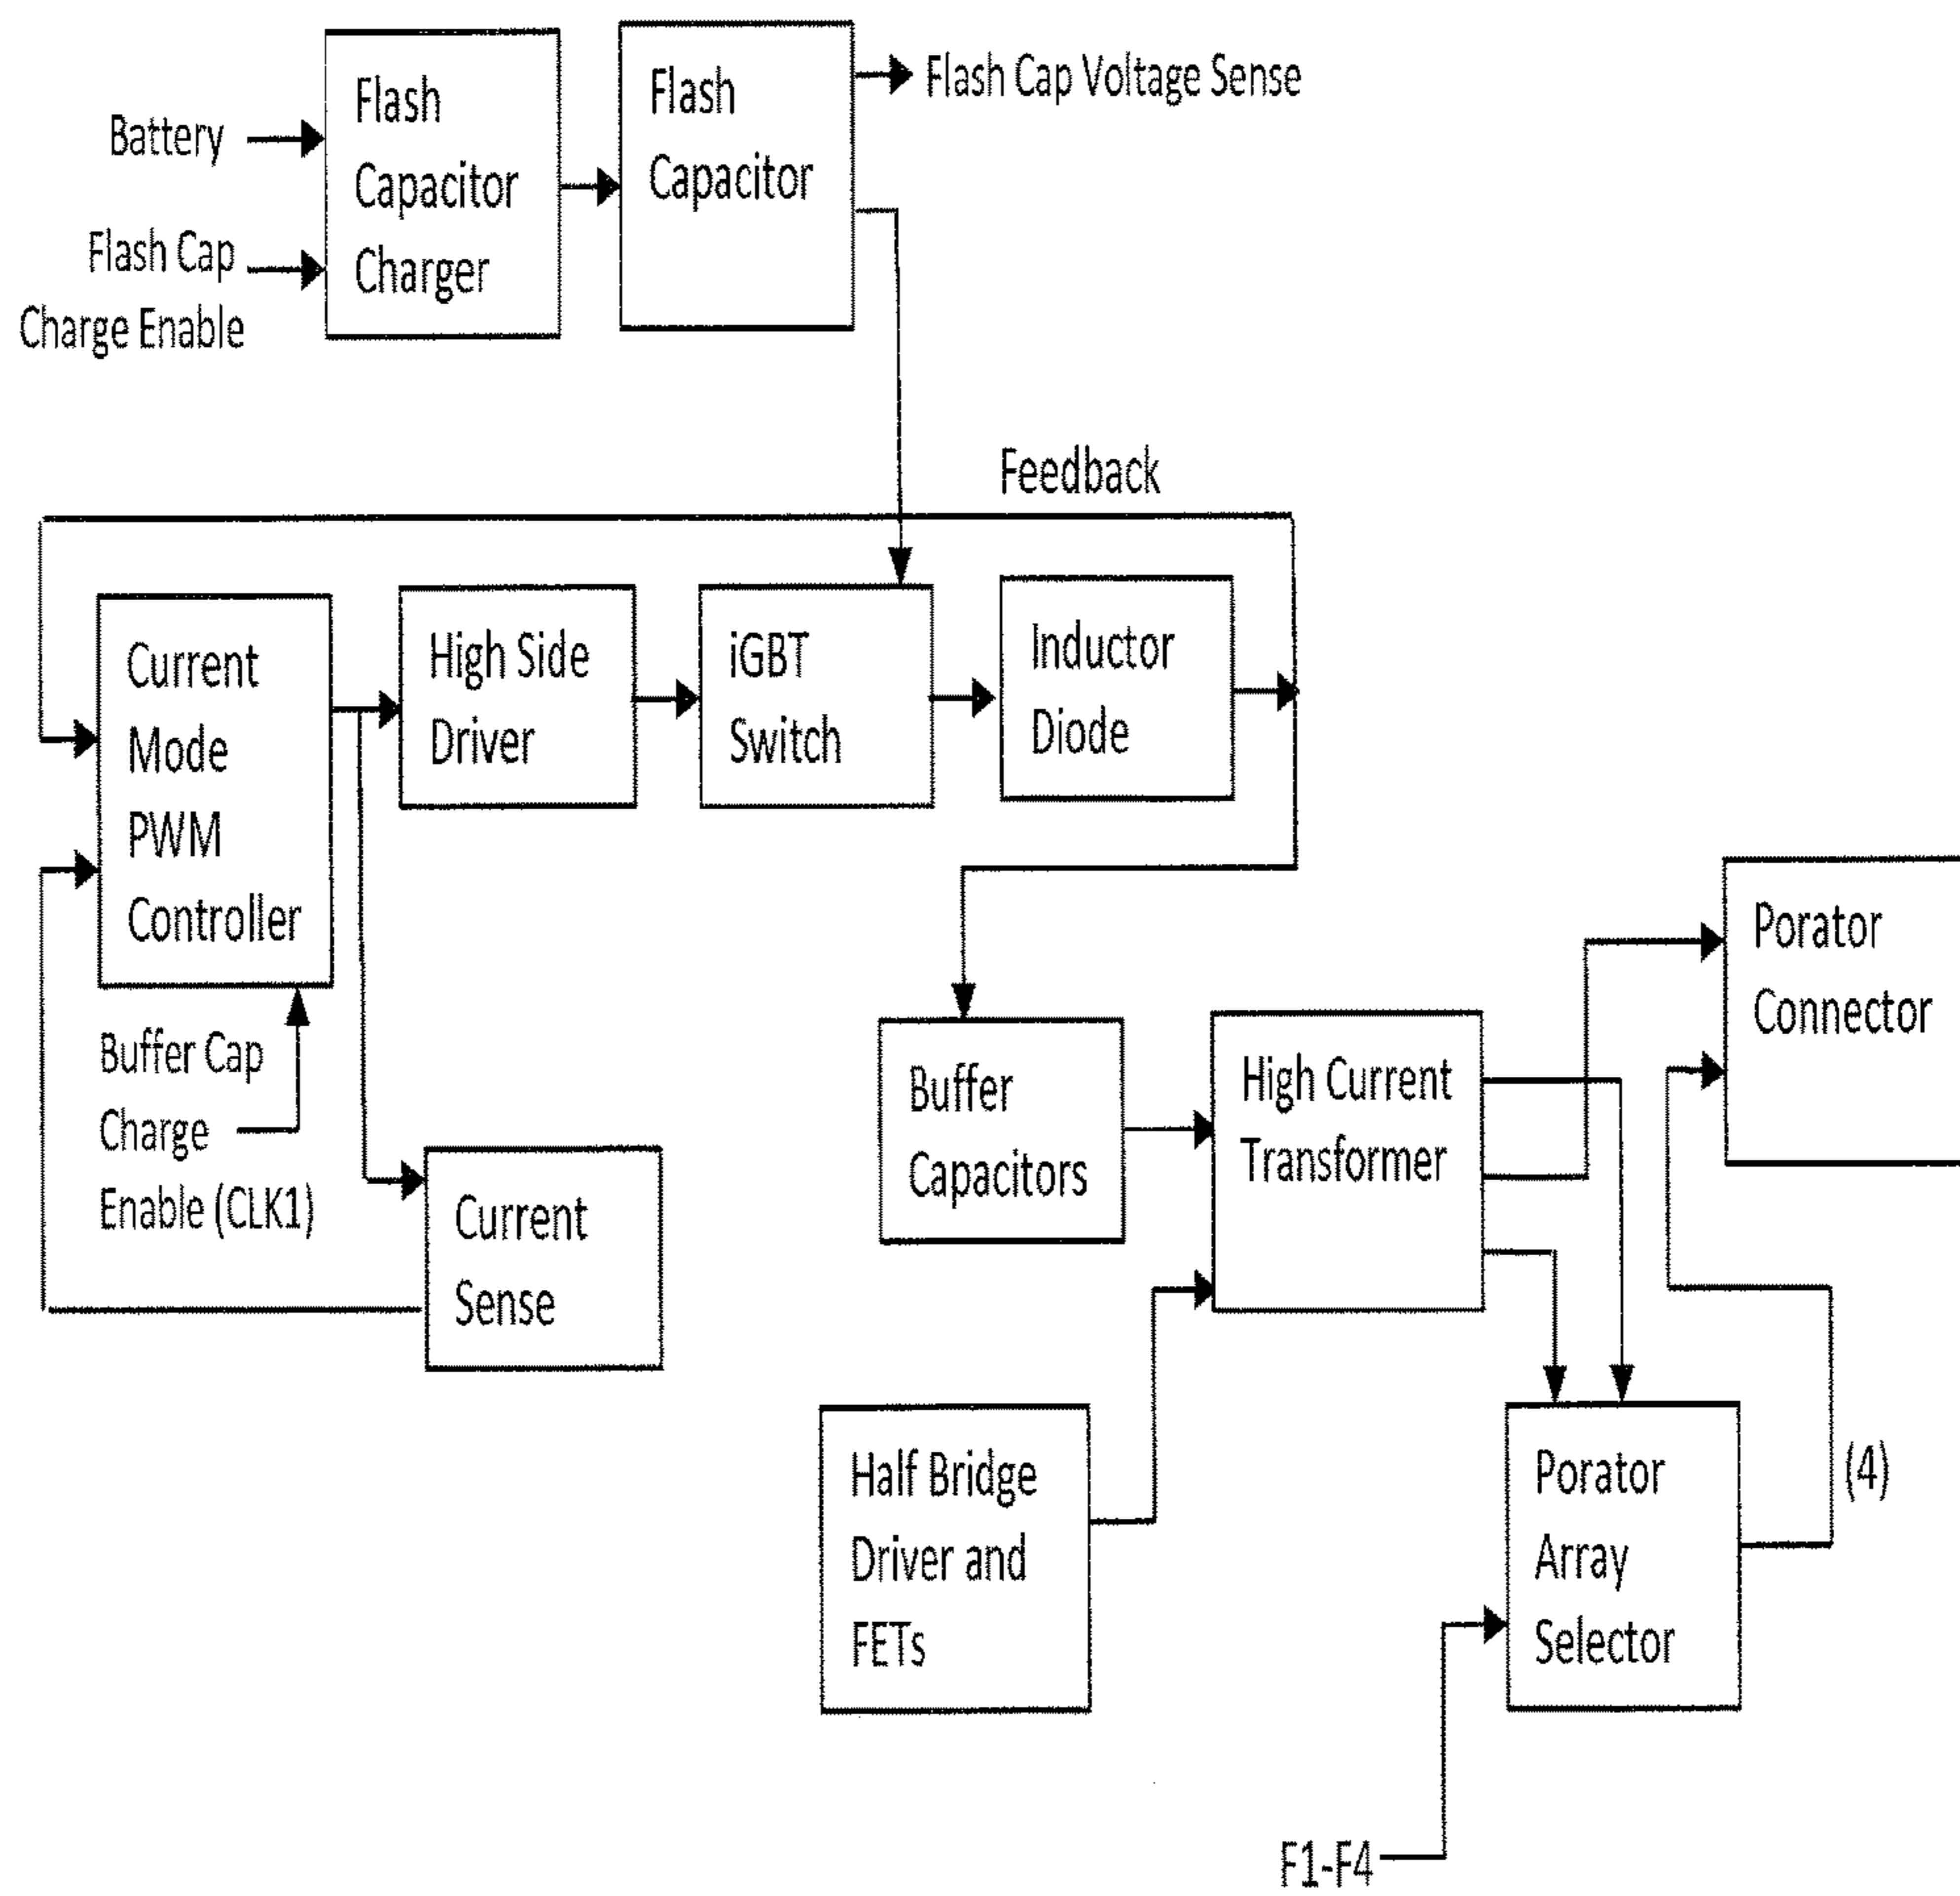 Battery
Flash Cap
Charge Enable
Flash
Capacitor
Charger
Flash
Capacitor
Flash Cap Voltage Sense
Feedback
Current
Mode
PWM
Controller
High Side
Driver
iGBT
Switch
Inductor
Diode
Buffer Cap
Charge
Enable (CLK1)
Current
Sense
Buffer
Capacitors
High Current
Transformer
Porator
Connector
Half Bridge
Driver and
FETs
Porator
Array
Selector
(4)
F1-F4